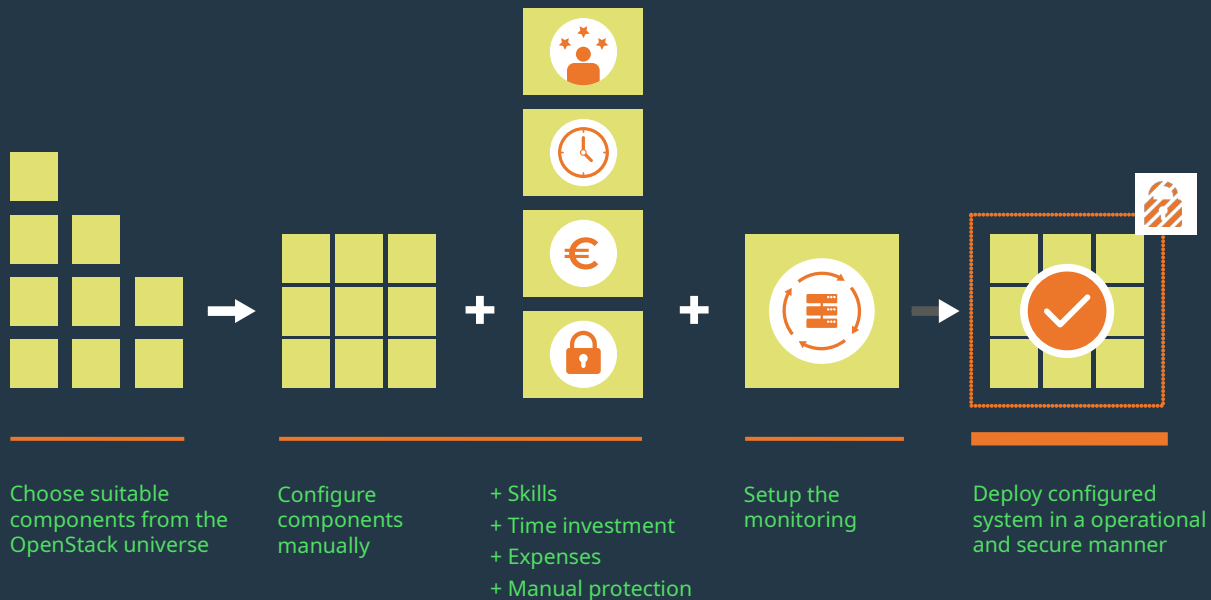 Choose suitable
components from the
OpenStack universe
Configure
components
manually
+ Skills
+ Time investment
+ Expenses
+ Manual protection
Setup the
monitoring
Deploy configured
system in a operational
and secure manner